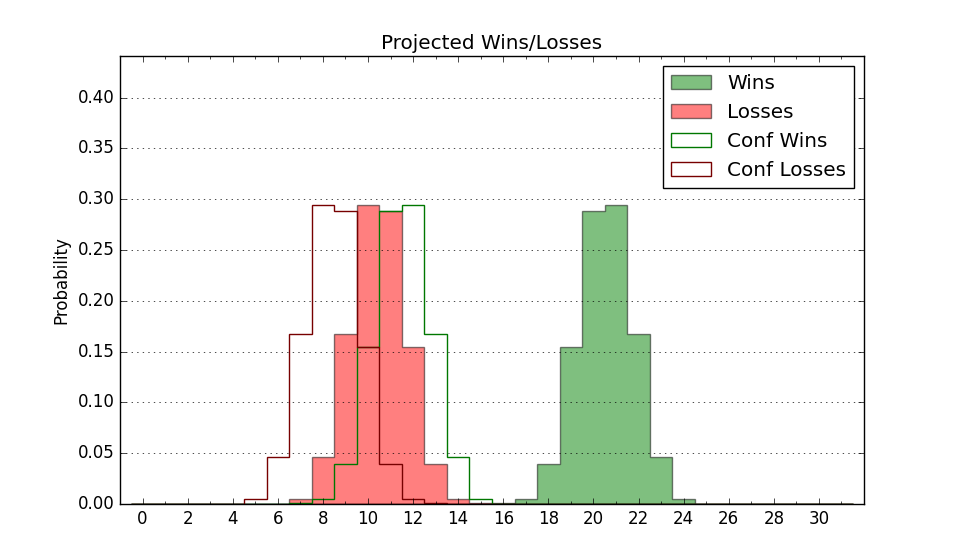 Projected Wins/Losses
Wins
Losses
Conf Wins
Conf Losses
Probability
0.40
0.35
0.30
0.25
0.20
0.15
0.10
0.05
0.00
0 2 4 6 8 10 12 14 16 18 20 22 24 26 28 30